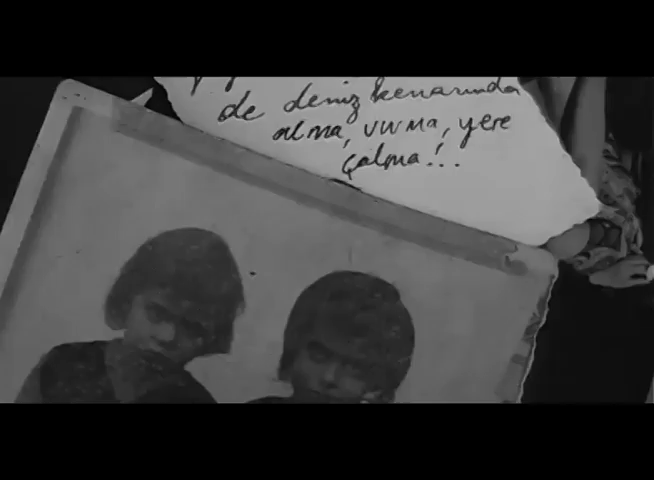 de deniz kenarında
alma, vurma, yere
çalma!..